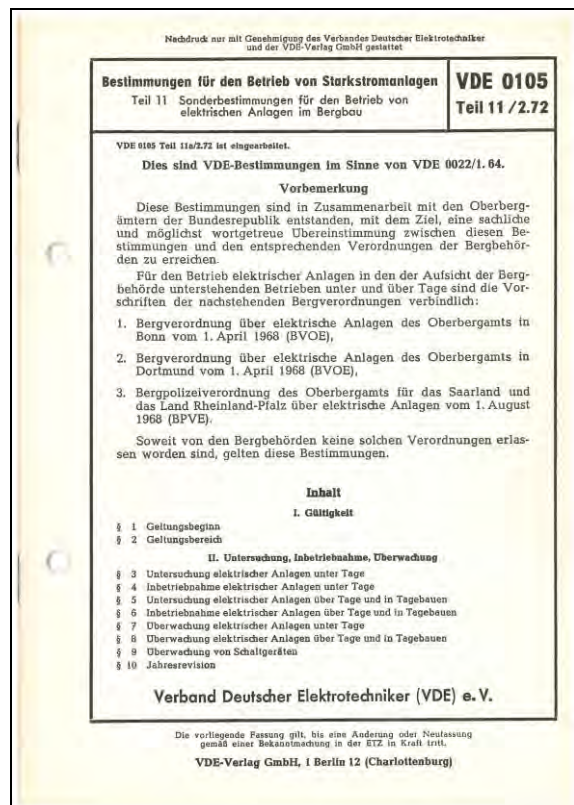 Nachdruck nur mit Genehmigung des Verbandes Deutscher Elektrotechniker
und der VDE-Verlag GmbH gestattet
Bestimmungen für den Betrieb von Starkstromanlagen
Teil 11 Sonderbestimmungen für den Betrieb von
elektrischen Anlagen im Bergbau
VDE 0105
Teil 11 / 2.72
VDE 0105 Teil 11a/2.72 ist eingearbeitet.
Dies sind VDE-Bestimmungen im Sinne von VDE 0022/1. 64.
Vorbemerkung
Diese Bestimmungen sind in Zusammenarbeit mit den Oberberg-
ämtern der Bundesrepublik entstanden, mit dem Ziel, eine sachliche
und möglichst wortgetreue Übereinstimmung zwischen diesen Be-
stimmungen und den entsprechenden Verordnungen der Bergbehör-
den zu erreichen.
Für den Betrieb elektrischer Anlagen in den der Aufsicht der Berg-
behörde unterstehenden Betrieben unter und über Tage sind die Vor-
schriften der nachstehenden Bergverordnungen verbindlich:
1. Bergverordnung über elektrische Anlagen des Oberbergamts in
Bonn vom 1. April 1968 (BVOE),
2. Bergverordnung über elektrische Anlagen des Oberbergamts in
Dortmund vom 1. April 1968 (BVOE),
3. Bergpolizeiverordnung des Oberbergamts für das Saarland und
das Land Rheinland-Pfalz über elektrische Anlagen vom 1. August
1968 (BPVE).
Soweit von den Bergbehörden keine solchen Verordnungen erlas-
sen worden sind, gelten diese Bestimmungen.
Inhalt
I. Gültigkeit
§ 1 Geltungsbeginn
§ 2 Geltungsbereich
II. Untersuchung, Inbetriebnahme, Überwachung
§ 3 Untersuchung elektrischer Anlagen unter Tage
§ 4 Inbetriebnahme elektrischer Anlagen unter Tage
§ 5 Untersuchung elektrischer Anlagen über Tage und in Tagebauen
§ 6 Inbetriebnahme elektrischer Anlagen über Tage und in Tagebauen
§ 7 Überwachung elektrischer Anlagen unter Tage
§ 8 Überwachung elektrischer Anlagen über Tage und in Tagebauen
§ 9 Überwachung von Schaltgeräten
§ 10 Jahresrevision
Verband Deutscher Elektrotechniker (VDE) e. V.
Die vorliegende Fassung gilt, bis eine Änderung oder Neufassung
gemäß einer Bekanntmachung in der ETZ in Kraft tritt.
VDE-Verlag GmbH, 1 Berlin 12 (Charlottenburg)